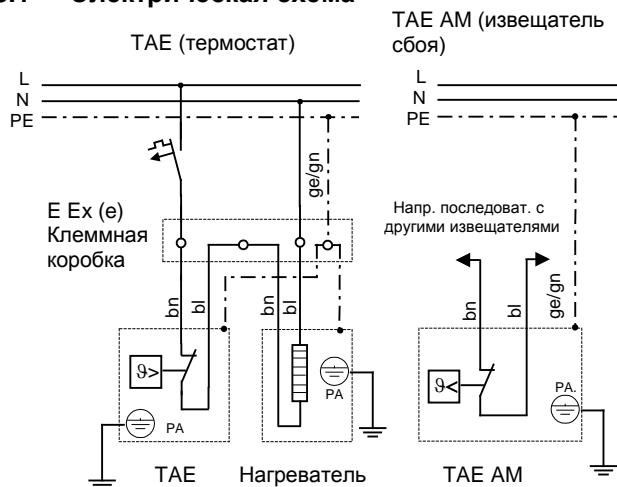 Электрическая схема
TAE (термостат)
TAE AM (извещатель
сбоя)
L
N
PE
L
N
PE
ge/gn
E Ex (e)
Клеммная
коробка
Напр. последоват. с
другими извещателями
bn
bl
bn
bl
bn
bl
ge/gn
ϑ>
PA
PA
ϑ<
PA.
TAE
Нагреватель
TAE AM